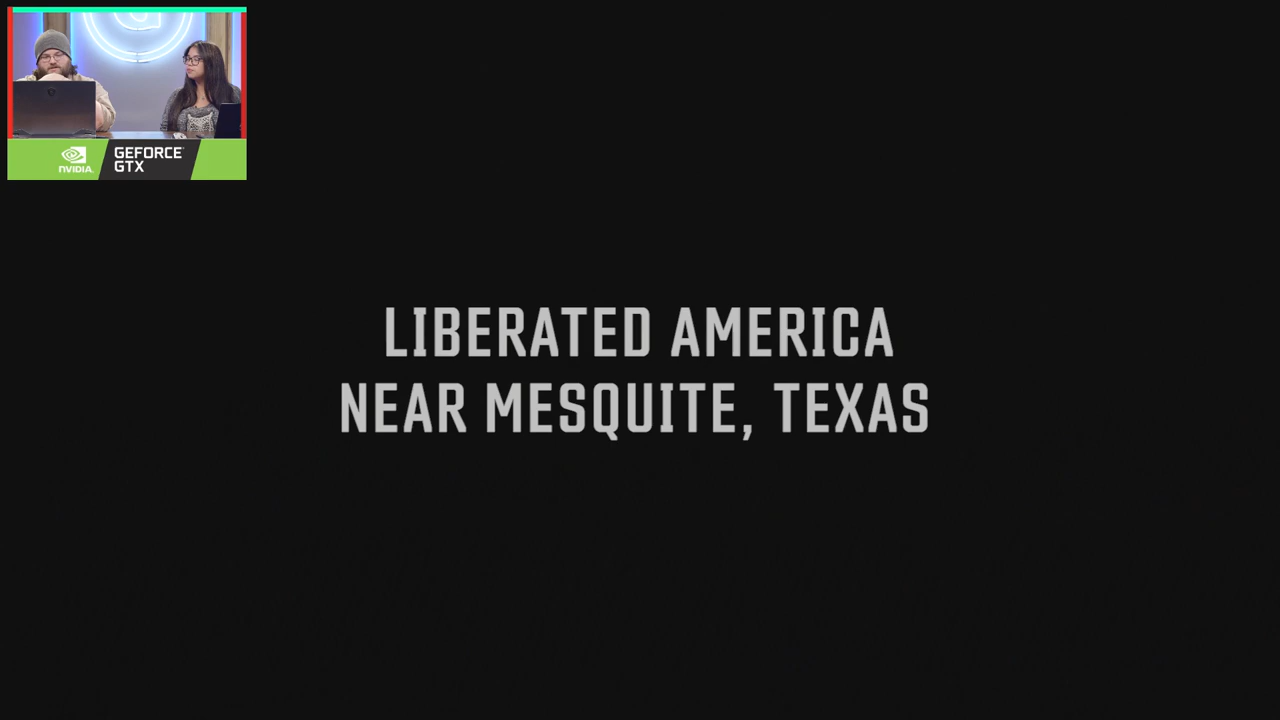 NVIDIA.
GEFORCE
GTX
LIBERATED AMERICA
NEAR MESQUITE, TEXAS